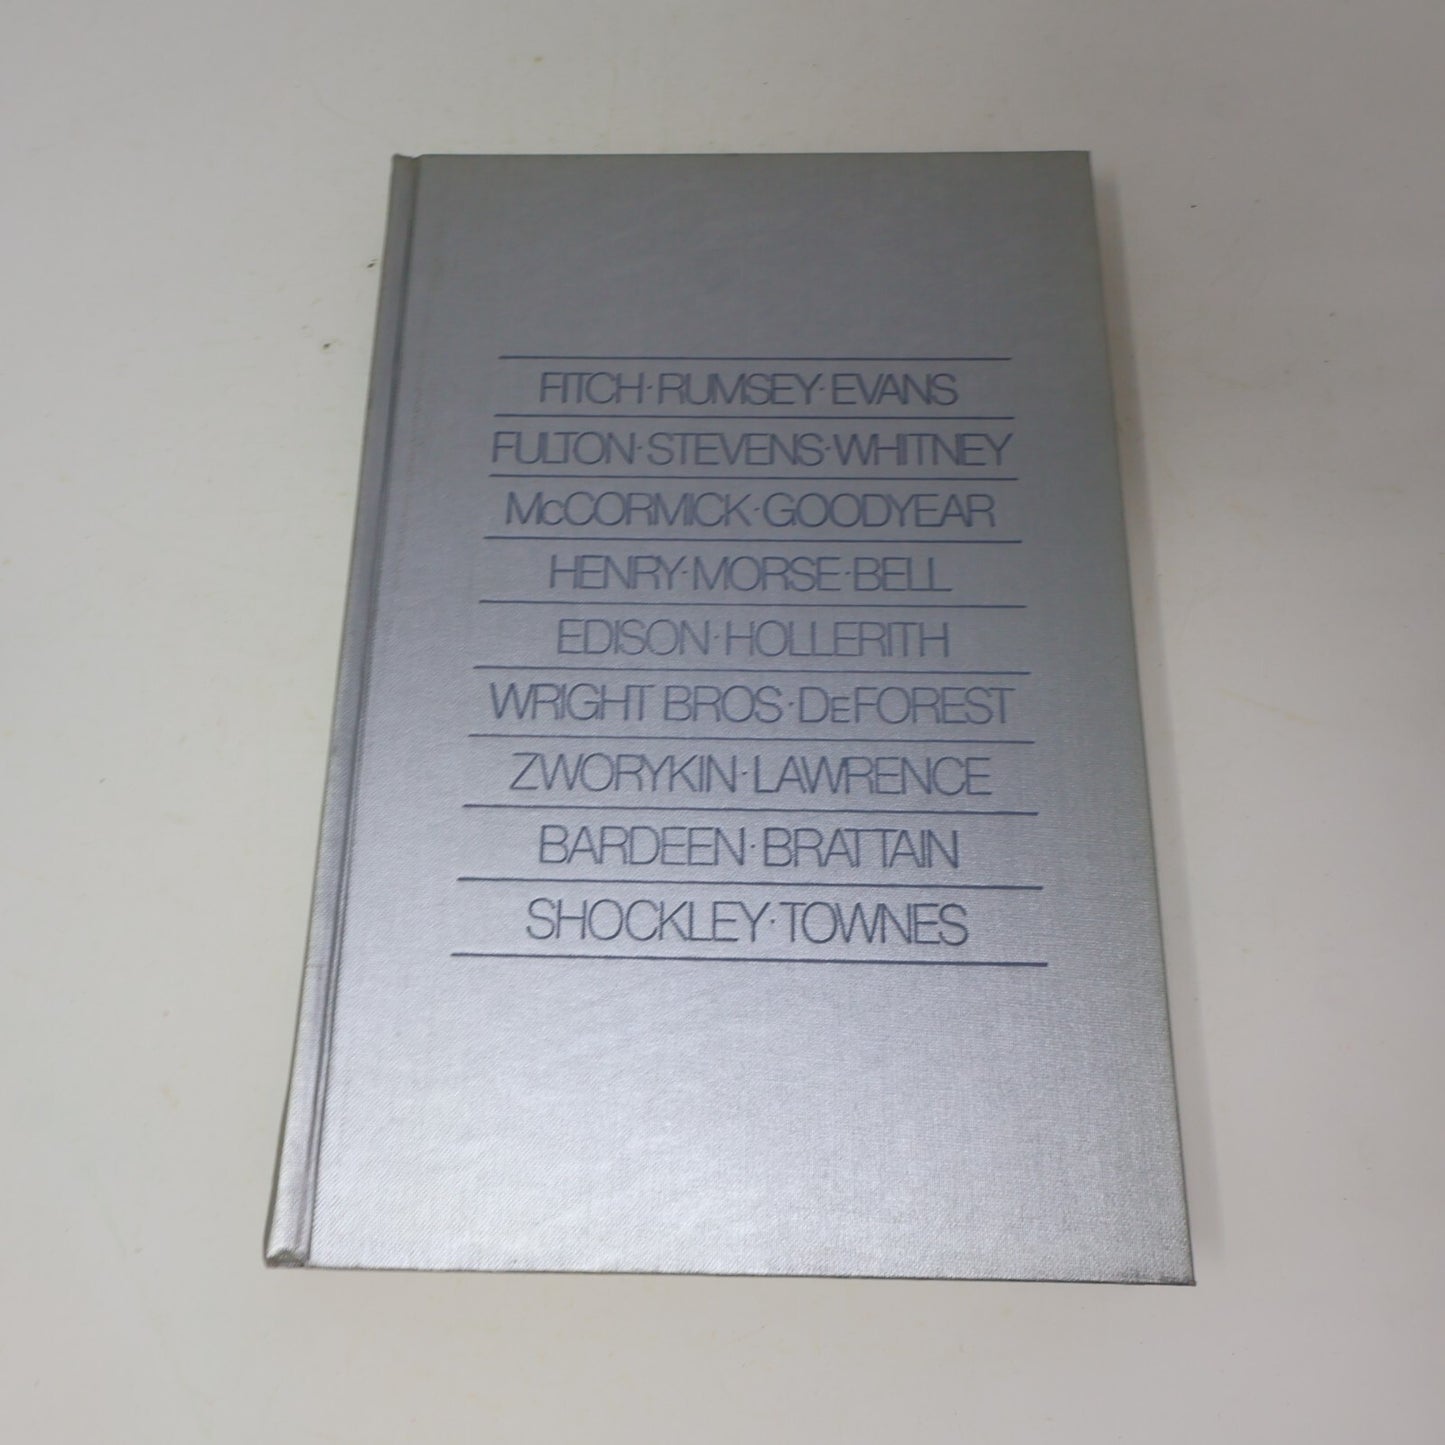 FITCH·RUMSEY·EVANS
FULTON·STEVENS·WHITNEY
McCORMICK·GOODYEAR
HENRY·MORSE·BELL
EDISON·HOLLERITH
WRIGHT BROS·DeFOREST
ZWORYKIN·LAWRENCE
BARDEEN·BRATTAIN
SHOCKLEY·TOWNES